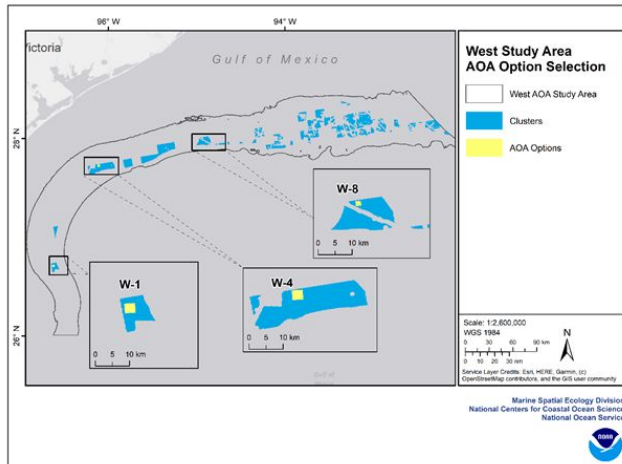 96° W
94° W
Victoria
Gulf of Mexico
28° N
26° N
W-8
0 5 10 km
W-1
0 5 10 km
W-4
0 5 10 km
West Study Area
AOA Option Selection
West AOA Study Area
Clusters
AOA Options
Scale: 1:2,600,000
WGS 1984
0 30 60 90 km
0 10 20 30 nm
N
Service Layer Credits: Esri, HERE, Garmin, (c)
OpenStreetMap contributors, and the GIS user community
Marine Spatial Ecology Division
National Centers for Coastal Ocean Science
National Ocean Service
NOAA